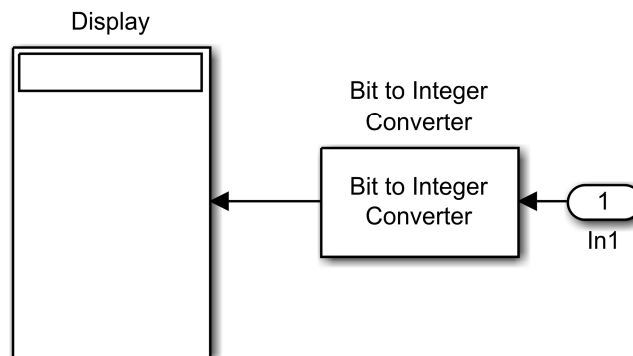 Display
Bit to Integer
Converter
Bit to Integer
Converter
1
In1